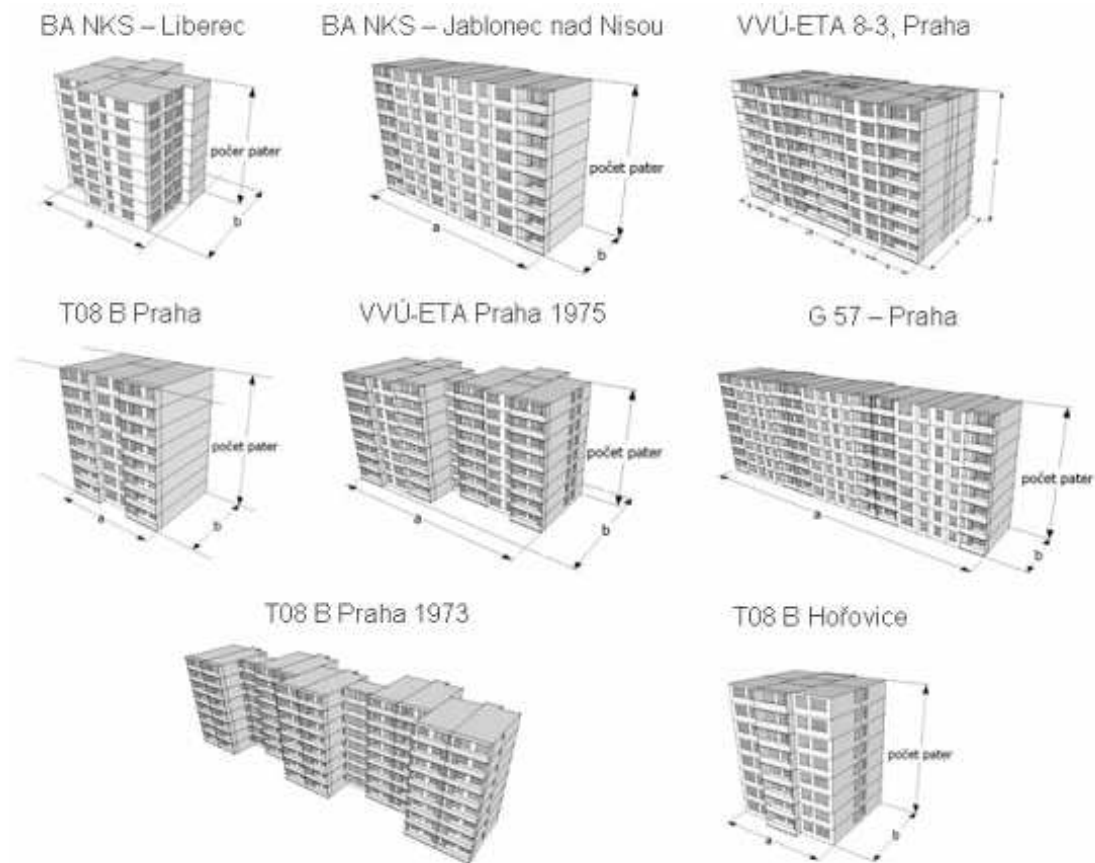 BA NKS – Liberec
BA NKS – Jablonec nad Nisou
VVÚ-ETA 8-3, Praha
počer pater
a
b
počet pater
a
b
T08 B Praha
VVÚ-ETA Praha 1975
G 57 – Praha
počet pater
a
b
počet pater
a
b
počet pater
a
b
T08 B Praha 1973
T08 B Hořovice
počet pater
a
b